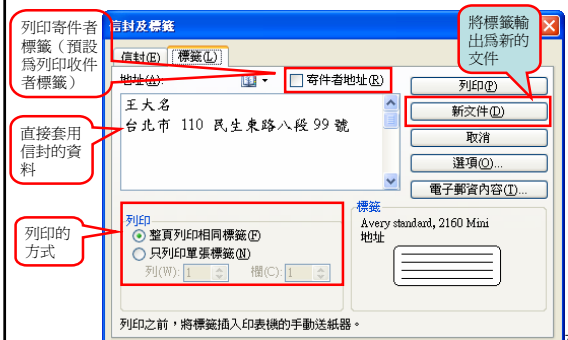 列印寄件者
標籤（預設
為列印收件
者標籤）
直接套用
信封的資
料
列印的
方式
將標籤輸
出為新的
文件
信封及標籤
信封(E)
標籤(L)
地址(A):
寄件者地址(R)
王大名
台北市 110 民生東路八段 99 號
列印(P)
新文件(D)
取消
選項(O)...
電子郵資內容(I)...
列印
整頁列印相同標籤(F)
只列印單張標籤(N)
列(W): 1 欄(C): 1
標籤
Avery standard, 2160 Mini
地址
列印之前，將標籤插入印表機的手動送紙器。